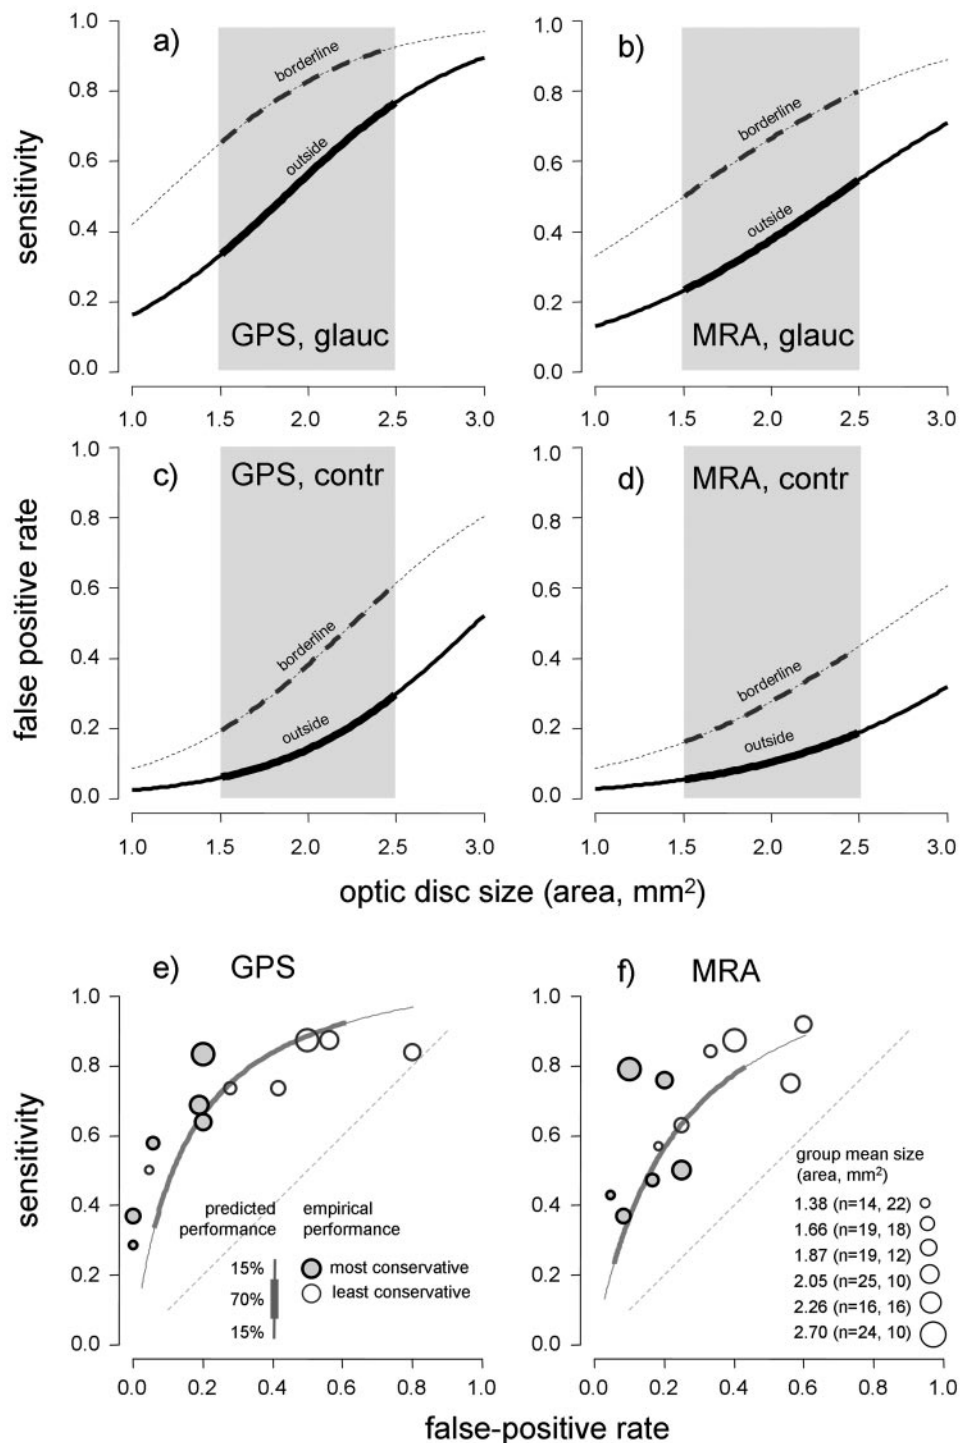 a)
b)
1.0
0.8
0.6
0.4
0.2
0.0
sensitivity
borderline
outside
GPS, glauc
1.0
1.5
2.0
2.5
3.0
1.0
0.8
0.6
0.4
0.2
0.0
borderline
outside
MRA, glauc
1.0
1.5
2.0
2.5
3.0
c)
GPS, contr
1.0
0.8
0.6
0.4
0.2
0.0
false positive rate
borderline
outside
1.0
1.5
2.0
2.5
3.0
d)
MRA, contr
1.0
0.8
0.6
0.4
0.2
0.0
borderline
outside
1.0
1.5
2.0
2.5
3.0
optic disc size (area, mm²)
e)
GPS
1.0
0.8
0.6
0.4
0.2
0.0
sensitivity
predicted performance
15%
70%
15%
empirical performance
most conservative
least conservative
0.0
0.2
0.4
0.6
0.8
1.0
f)
MRA
1.0
0.8
0.6
0.4
0.2
0.0
group mean size
(area, mm²)
1.38 (n=14, 22)
1.66 (n=19, 18)
1.87 (n=19, 12)
2.05 (n=25, 10)
2.26 (n=16, 16)
2.70 (n=24, 10)
0.0
0.2
0.4
0.6
0.8
1.0
false-positive rate